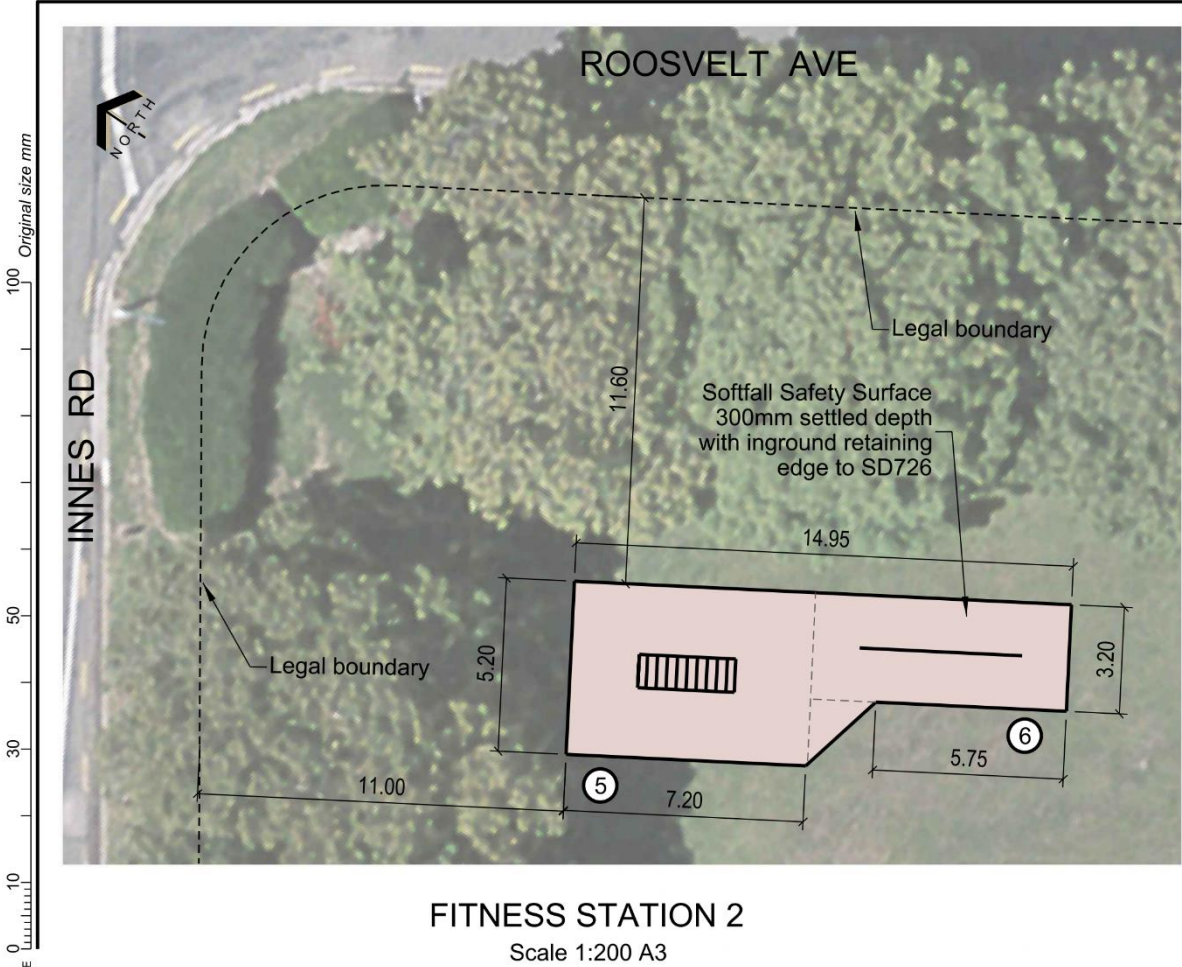 ROOSVELT AVE
NORTH
Original size mm
100
Legal boundary
11.60
INNES RD
Softfall Safety Surface
300mm settled depth
with inground retaining
edge to SD726
14.95
50
5.20
3.20
Legal boundary
6
30
5.75
11.00
5
7.20
10
0
FITNESS STATION 2
Scale 1:200 A3